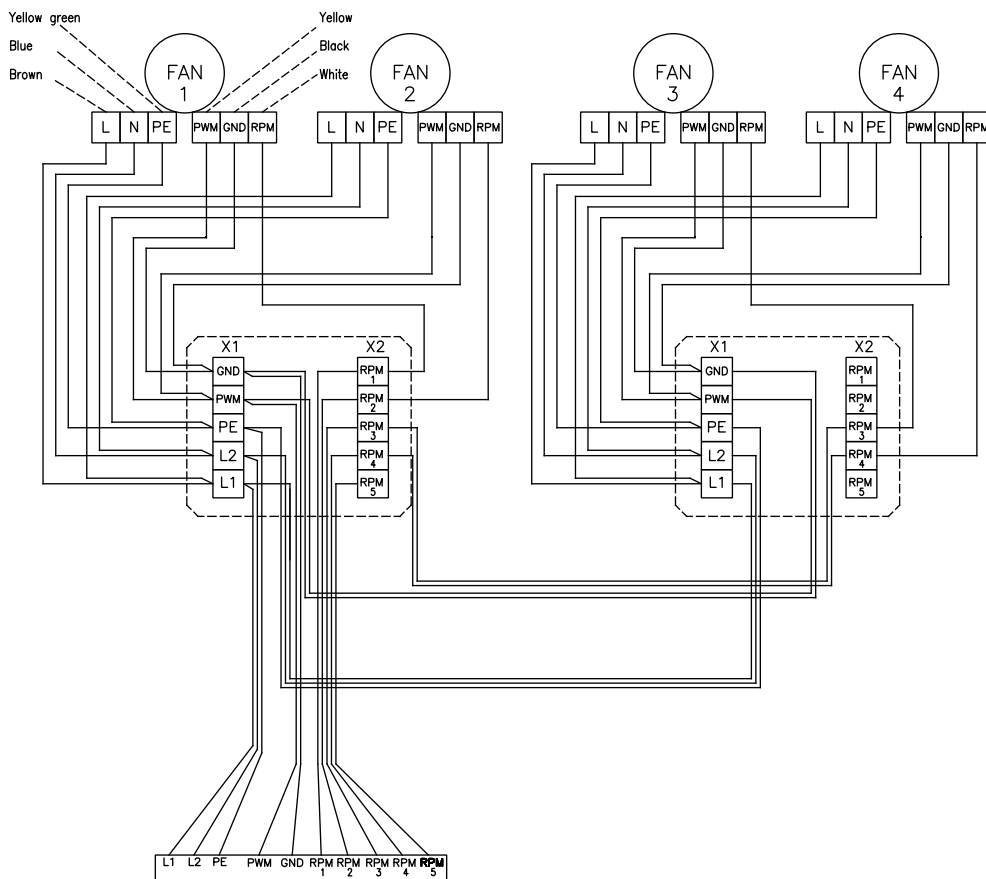 Yellow green
Blue
Brown
Yellow
Black
White
FAN
1
FAN
2
FAN
3
FAN
4
L N PE PWM GND RPM
L N PE PWM GND RPM
L N PE PWM GND RPM
L N PE PWM GND RPM
X1
GND
PWM
PE
L2
L1
X2
RPM
1
RPM
2
RPM
3
RPM
4
RPM
5
X1
GND
PWM
PE
L2
L1
X2
RPM
1
RPM
2
RPM
3
RPM
4
RPM
5
L1 L2 PE PWM GND RPM RPM RPM RPM RPM
1 2 3 4 5